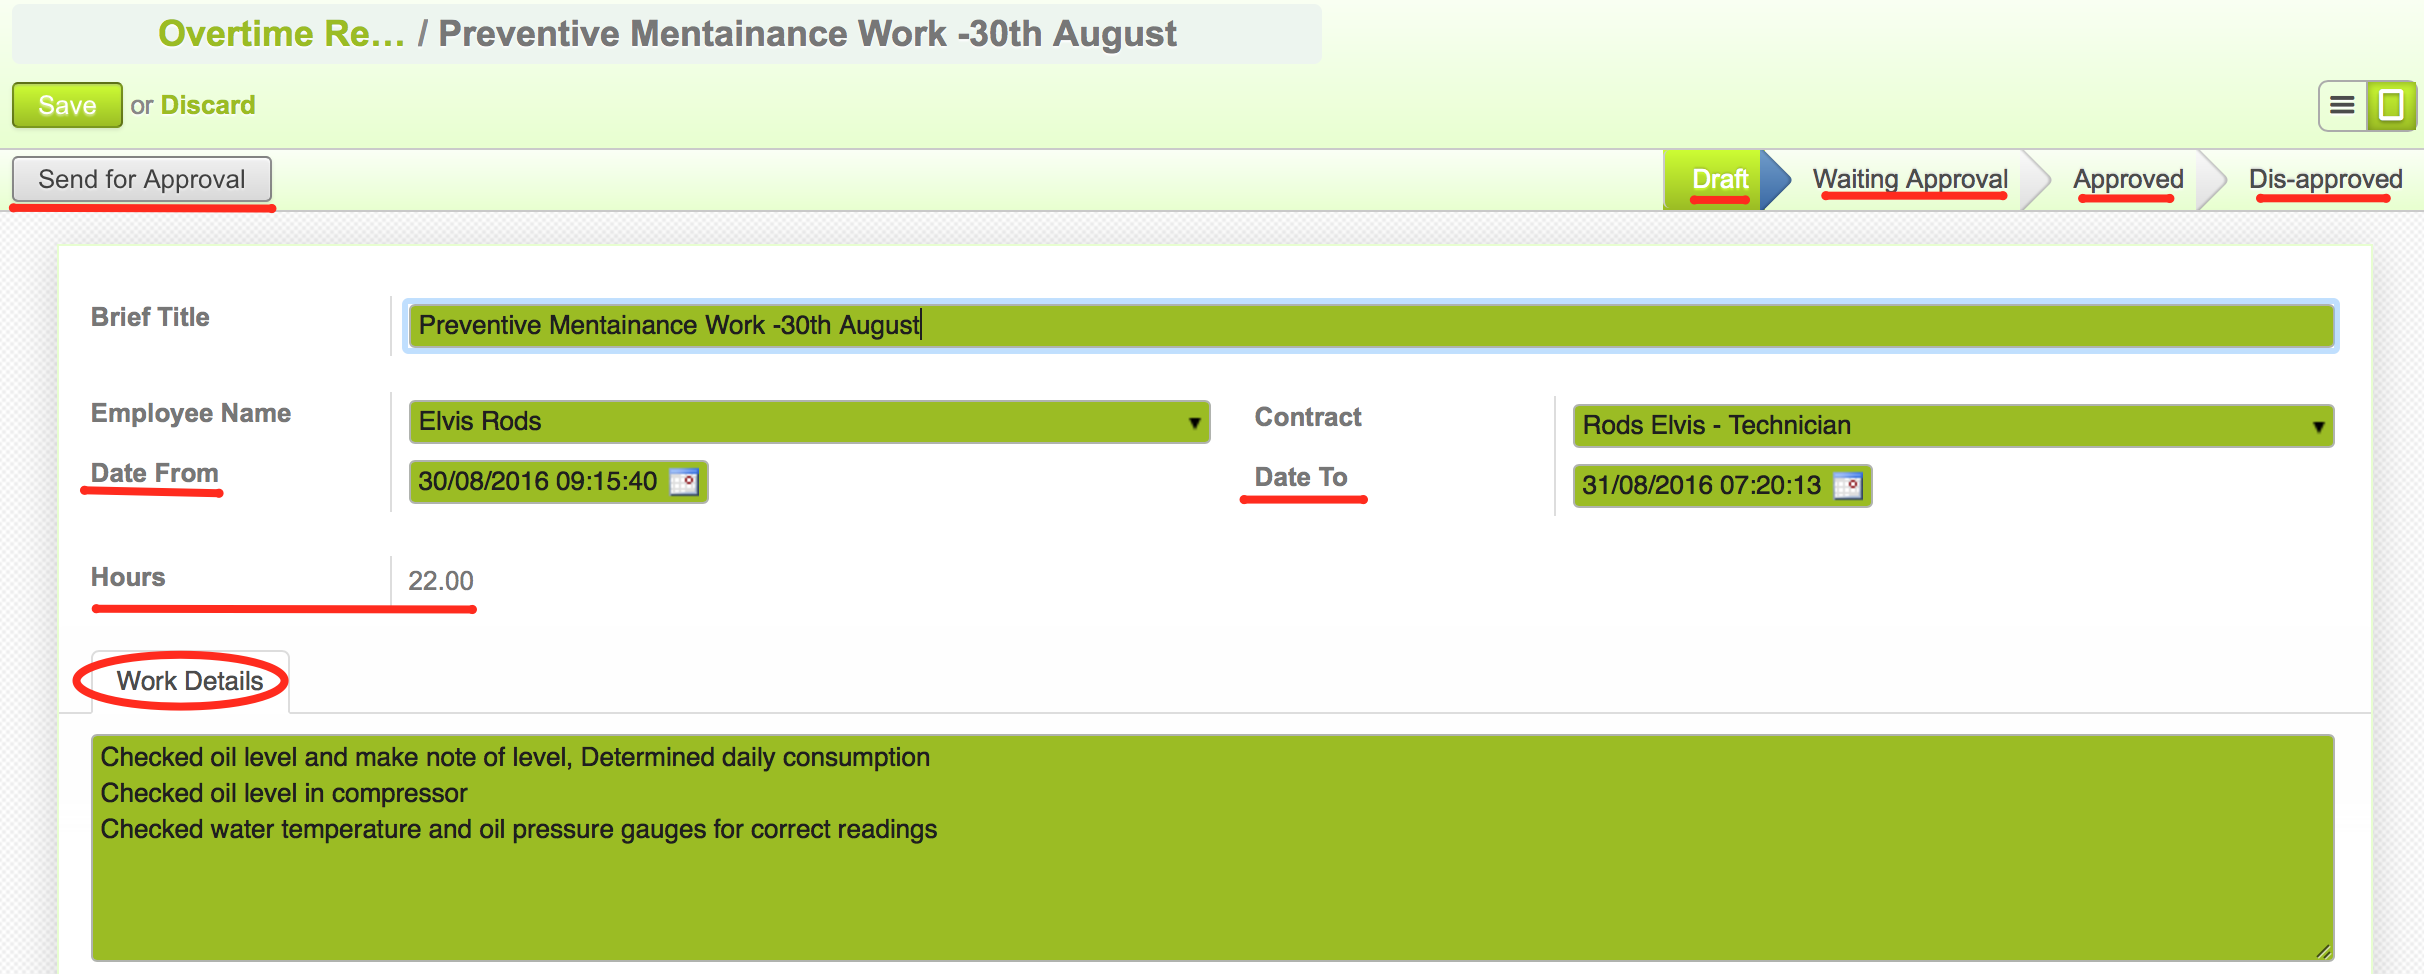 Overtime Re... / Preventive Mentainance Work -30th August
Save or Discard
Send for Approval
Draft Waiting Approval Approved Dis-approved
Brief Title Preventive Mentainance Work -30th August
Employee Name Elvis Rods Contract Rods Elvis - Technician
Date From 30/08/2016 09:15:40 Date To 31/08/2016 07:20:13
Hours 22.00
Work Details
Checked oil level and make note of level, Determined daily consumption
Checked oil level in compressor
Checked water temperature and oil pressure gauges for correct readings